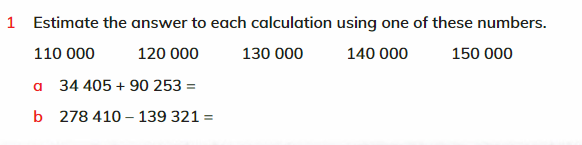 1 Estimate the answer to each calculation using one of these numbers.
110 000 120 000 130 000 140 000 150 000
a 34 405 + 90 253 =
b 278 410 – 139 321 =